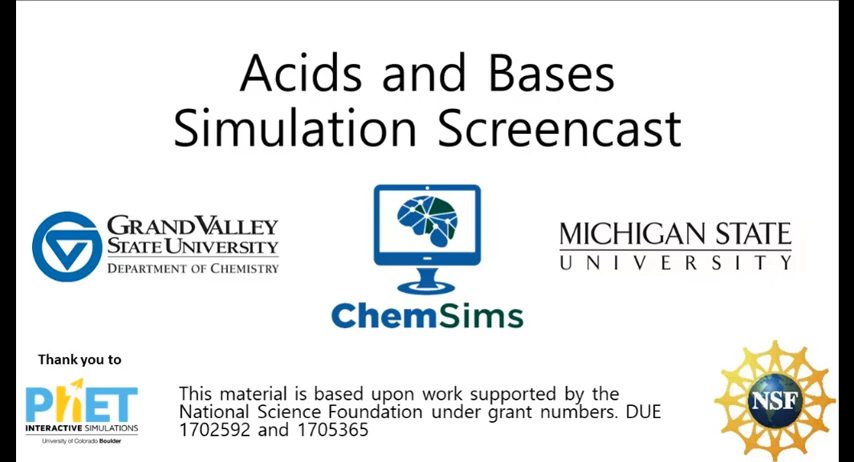 Acids and Bases
Simulation Screencast
GRAND VALLEY
STATE UNIVERSITY
DEPARTMENT OF CHEMISTRY
ChemSims
MICHIGAN STATE
UNIVERSITY
Thank you to
PhET
INTERACTIVE SIMULATIONS
University of Colorado Boulder
This material is based upon work supported by the
National Science Foundation under grant numbers. DUE
1702592 and 1705365
NSF